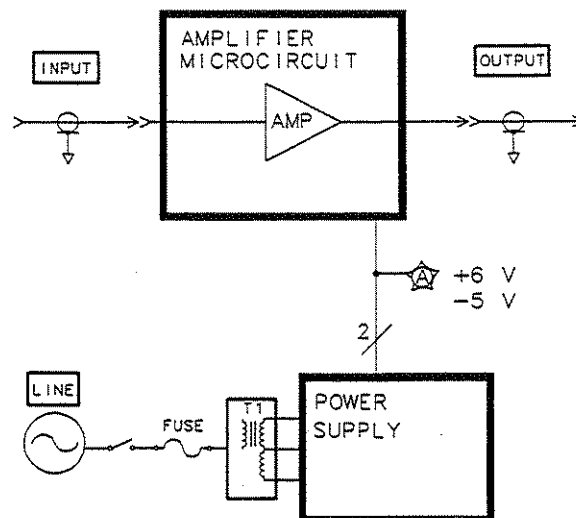 AMPLIFIER
MICROCIRCUIT
INPUT
OUTPUT
AMP
A
+6 V
-5 V
2
LINE
FUSE
T1
POWER
SUPPLY